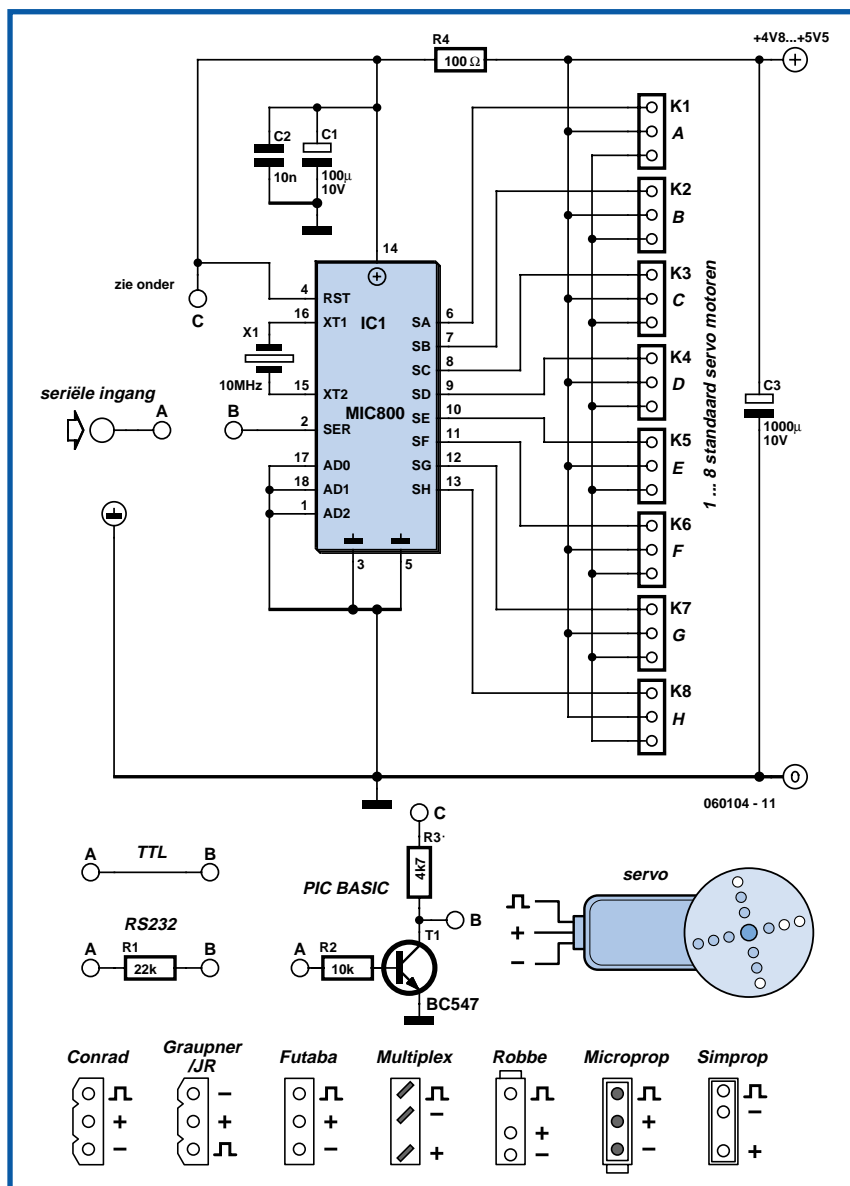 R4
100 Ω
+4V8...+5V5
C2
10n
C1
100µ
10V
K1
A
K2
B
K3
C
K4
D
K5
E
K6
F
K7
G
K8
H
1 ... 8 standaard servo motoren
C3
1000µ
10V
zie onder
C
X1
10MHz
seriële ingang
A
B
14
4
16
15
2
17
18
1
RST
XT1
XT2
SER
AD0
AD1
AD2
IC1
MIC800
SA
SB
SC
SD
SE
SF
SG
SH
6
7
8
9
10
11
12
13
3
5
0
060104 - 11
A
TTL
B
RS232
A
R1
22k
B
PIC BASIC
C
R3
4k7
B
T1
A
R2
10k
BC547
servo
+
–
Conrad
+
–
Graupner
/JR
–
+
Futaba
+
–
Multiplex
–
+
Robbe
+
–
Microprop
+
–
Simprop
–
+